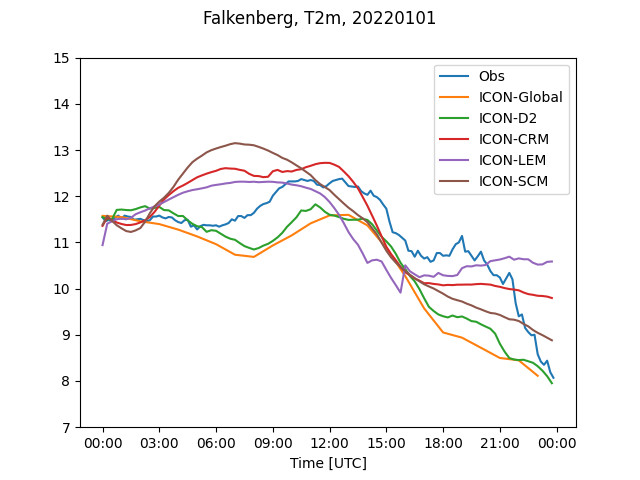 Falkenberg, T2m, 20220101
15
14
13
12
11
10
9
8
7
Obs
ICON-Global
ICON-D2
ICON-CRM
ICON-LEM
ICON-SCM
00:00 03:00 06:00 09:00 12:00 15:00 18:00 21:00 00:00
Time [UTC]